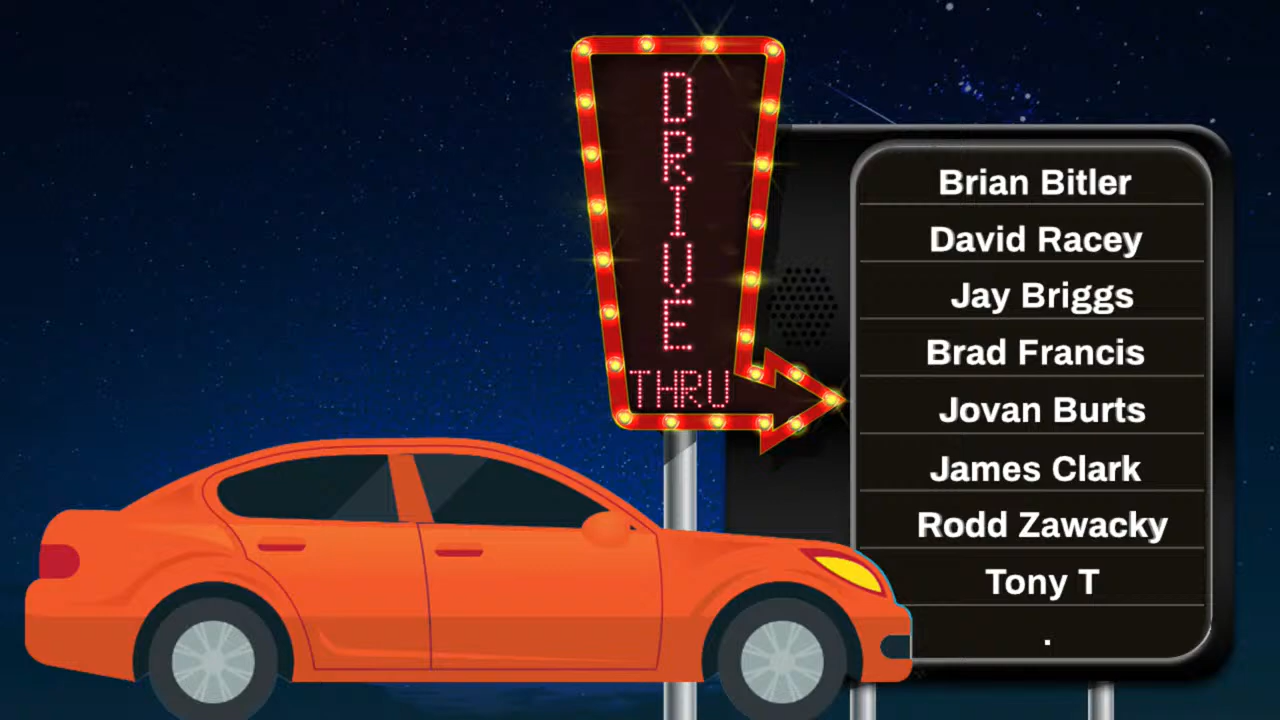 DRIVE
THRU
Brian Bitler
David Racey
Jay Briggs
Brad Francis
Jovan Burts
James Clark
Rodd Zawacky
Tony T
.